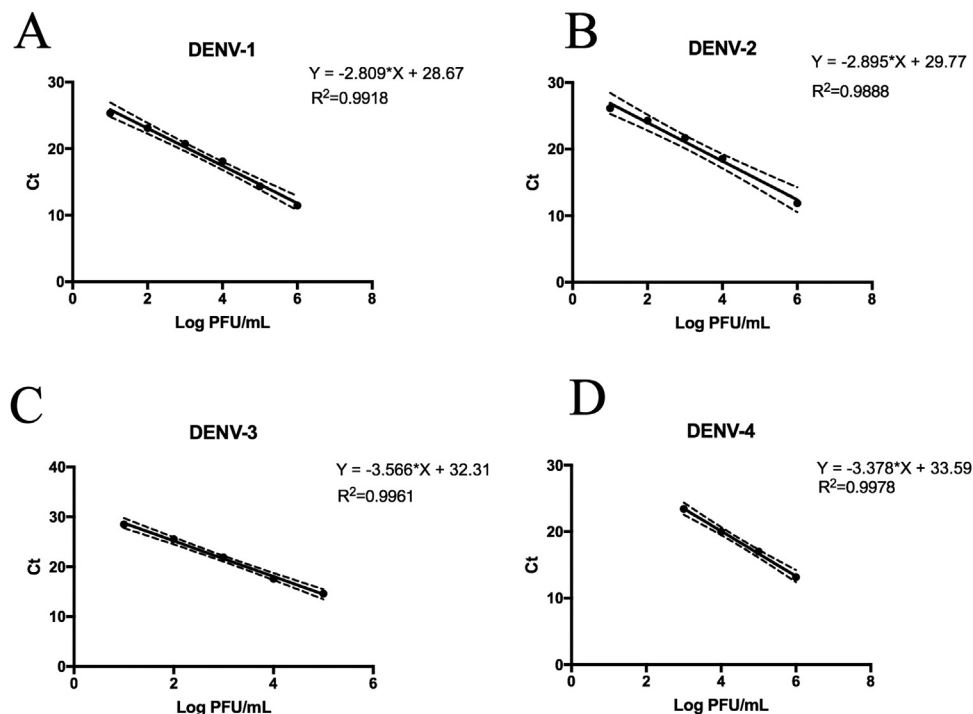 A
DENV-1
Y = -2.809*X + 28.67
R²=0.9918
30
20
10
0
Ct
0 2 4 6 8
Log PFU/mL
B
DENV-2
Y = -2.895*X + 29.77
R²=0.9888
30
20
10
0
Ct
0 2 4 6 8
Log PFU/mL
C
DENV-3
Y = -3.566*X + 32.31
R²=0.9961
40
30
20
10
0
Ct
0 2 4 6
Log PFU/mL
D
DENV-4
Y = -3.378*X + 33.59
R²=0.9978
30
20
10
0
Ct
0 2 4 6 8
Log PFU/mL